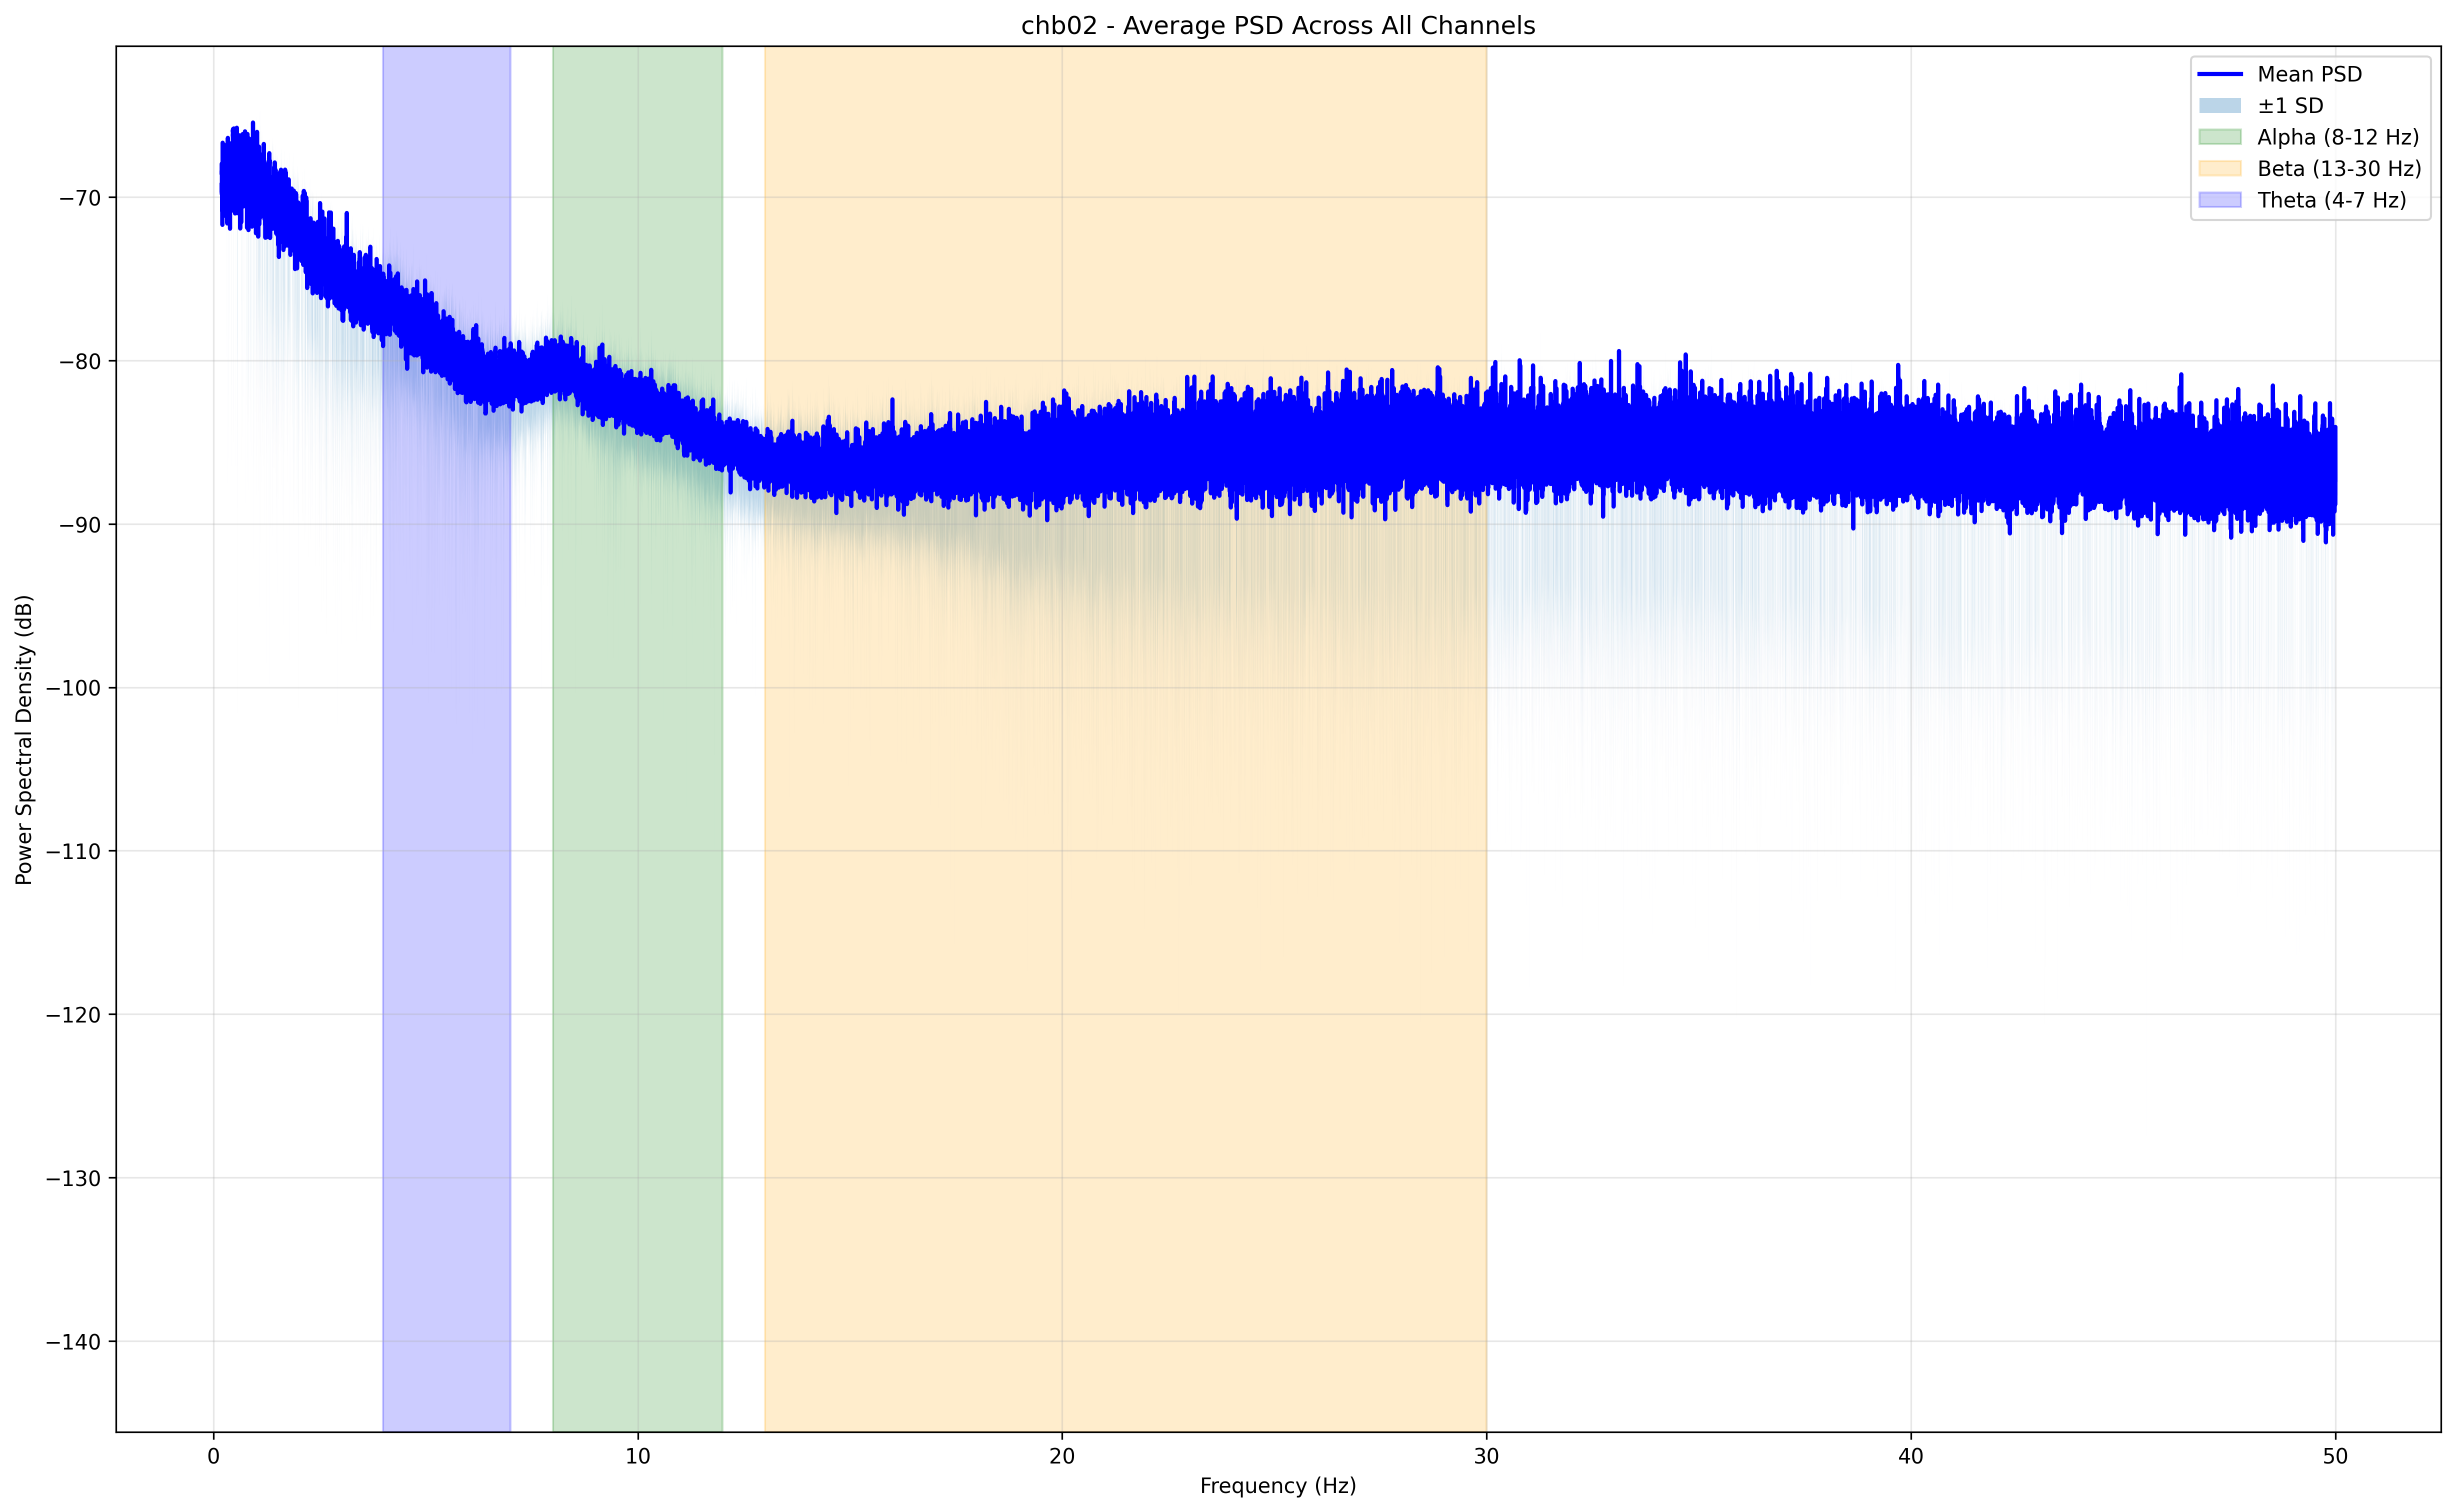 chb02 - Average PSD Across All Channels
Mean PSD
±1 SD
Alpha (8-12 Hz)
Beta (13-30 Hz)
Theta (4-7 Hz)
Power Spectral Density (dB)
−70
−80
−90
−100
−110
−120
−130
−140
0 10 20 30 40 50
Frequency (Hz)